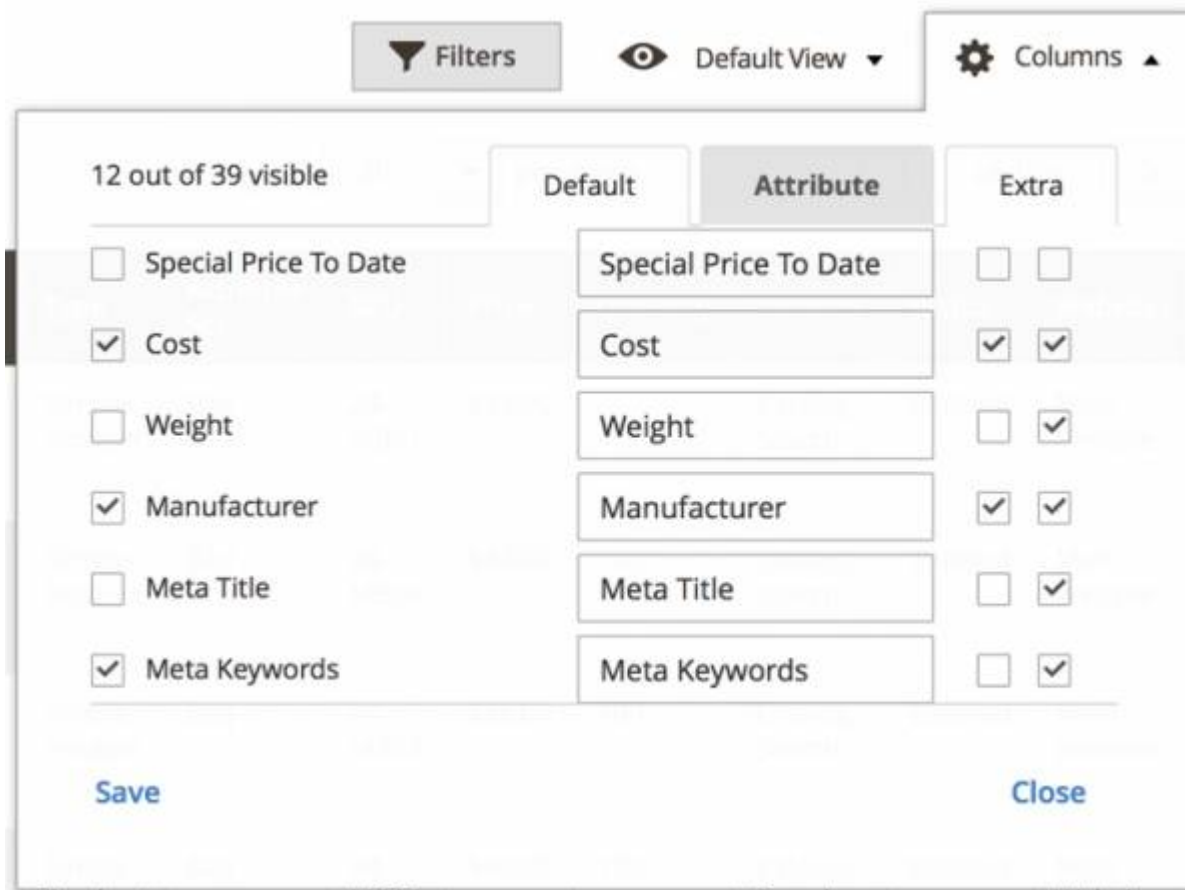 Filters Default View Columns
12 out of 39 visible Default Attribute Extra
Special Price To Date Special Price To Date
Cost Cost
Weight Weight
Manufacturer Manufacturer
Meta Title Meta Title
Meta Keywords Meta Keywords
Save Close